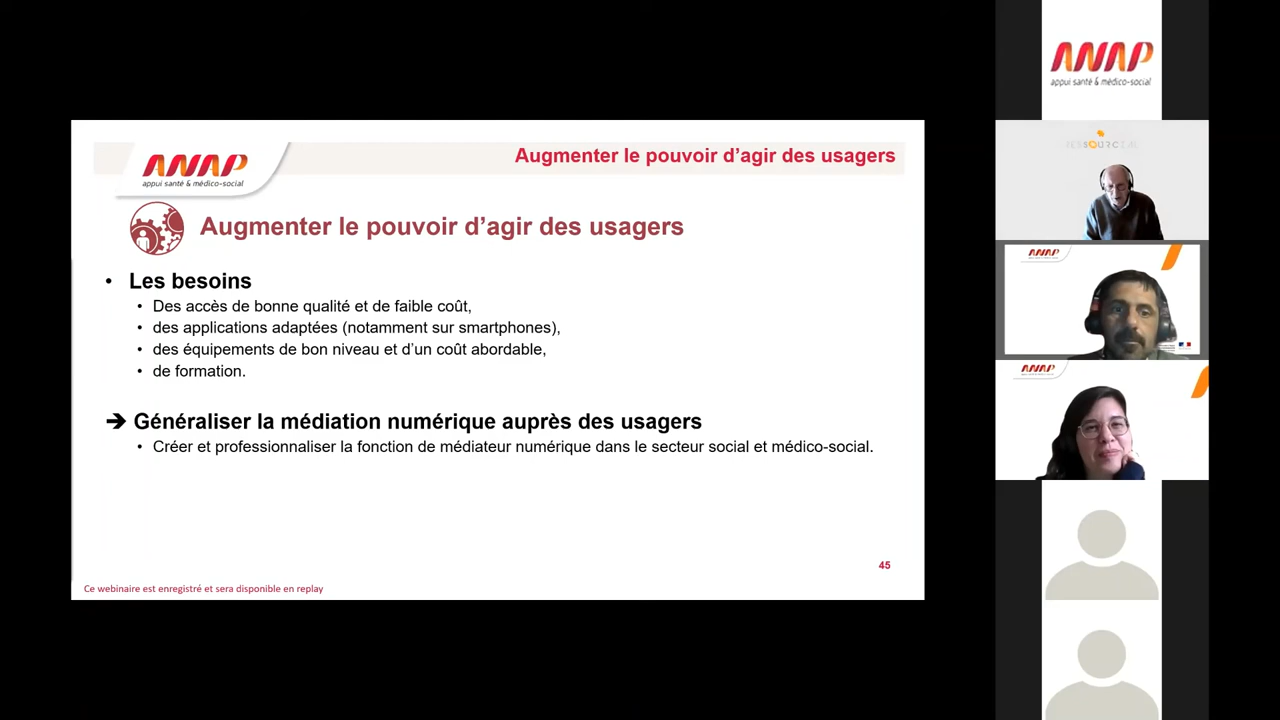 ANAP
appui santé & médico-social
Augmenter le pouvoir d'agir des usagers
Augmenter le pouvoir d'agir des usagers
• Les besoins
• Des accès de bonne qualité et de faible coût,
• des applications adaptées (notamment sur smartphones),
• des équipements de bon niveau et d'un coût abordable,
• de formation.
➔ Généraliser la médiation numérique auprès des usagers
• Créer et professionnaliser la fonction de médiateur numérique dans le secteur social et médico-social.
45
Ce webinaire est enregistré et sera disponible en replay
ANAP
appui santé & médico-social
RESSOURCIAL
ANAP
ANAP